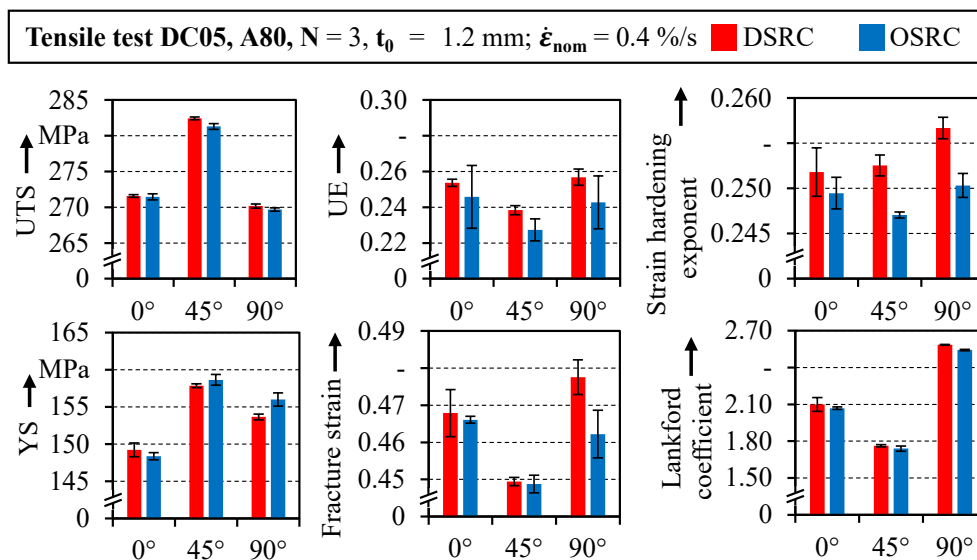 Tensile test DC05, A80, N = 3, t₀ = 1.2 mm; ε̇nom = 0.4 %/s DSRC OSRC
UTS
285
MPa
275
270
265
0
0° 45° 90°
UE
0.30
-
0.26
0.24
0.22
0
0° 45° 90°
Strain hardening
exponent
0.260
-
0.250
0.245
0
0° 45° 90°
YS
165
MPa
155
150
145
0
0° 45° 90°
Fracture strain
0.49
-
0.47
0.46
0.45
0
0° 45° 90°
Lankford
coefficient
2.70
-
2.10
1.80
1.50
0
0° 45° 90°